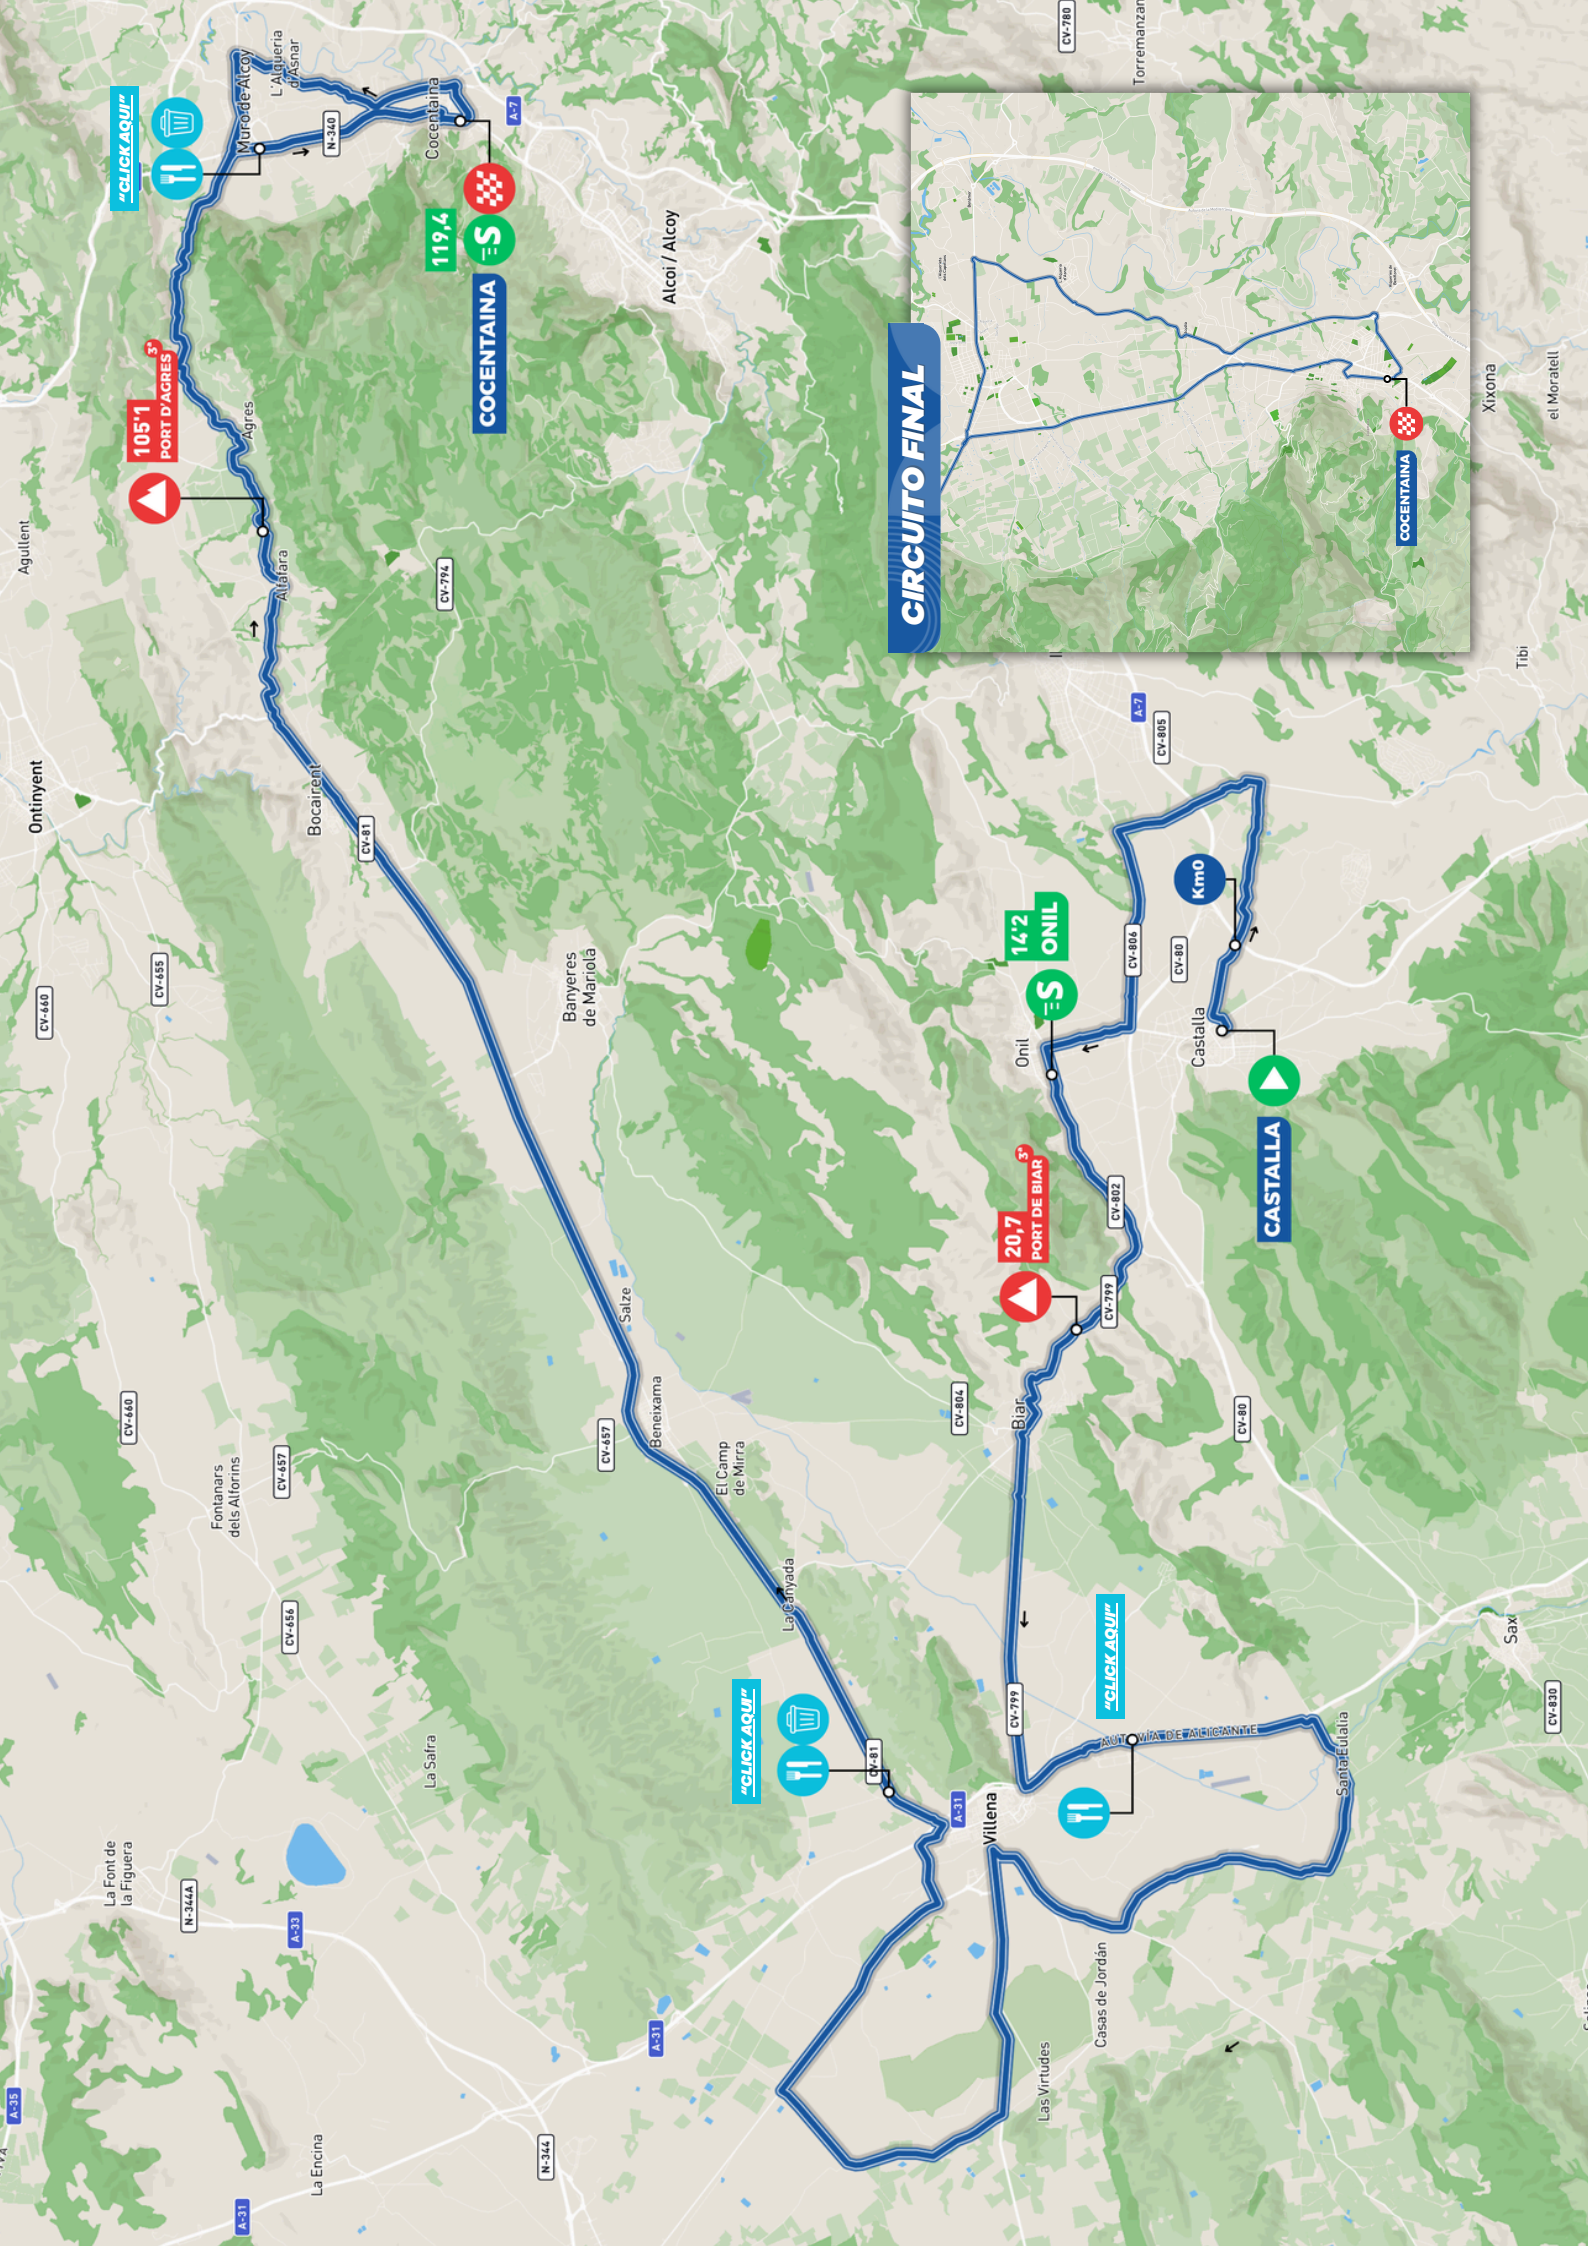 "CLICK AQUI"
Muro de Alcoy
L'Alqueria
d'Asnar
N-340
Cocentaina
A-7
119,4
S
COCENTAINA
105'1
PORT D'AGRES
3ª
Agres
Agullent
Alfafara
CV-794
Alcoi / Alcoy
CV-780
CIRCUITO FINAL
COCENTAINA
Xixona
el Moratell
Tibi
Ontinyent
Bocairent
CV-81
CV-660
CV-655
Banyeres
de Mariola
A-7
CV-805
Km0
CV-806
CV-80
14'2
ONIL
S
Onil
Castalla
CASTALLA
20,7
PORT DE BIAR
3ª
CV-802
CV-799
Biar
CV-804
CV-80
Salze
Beneixama
CV-657
El Camp
de Mirra
La Canyada
CV-660
CV-657
Fontanars
dels Alforins
CV-656
La Safra
"CLICK AQUI"
CV-81
A-31
Villena
CV-799
"CLICK AQUI"
AUTOVÍA DE ALICANTE
Santa Eulalia
Sax
CV-830
La Font de
la Figuera
N-344A
A-33
A-31
Casas de Jordán
Las Virtudes
A-35
La Encina
N-344
A-31